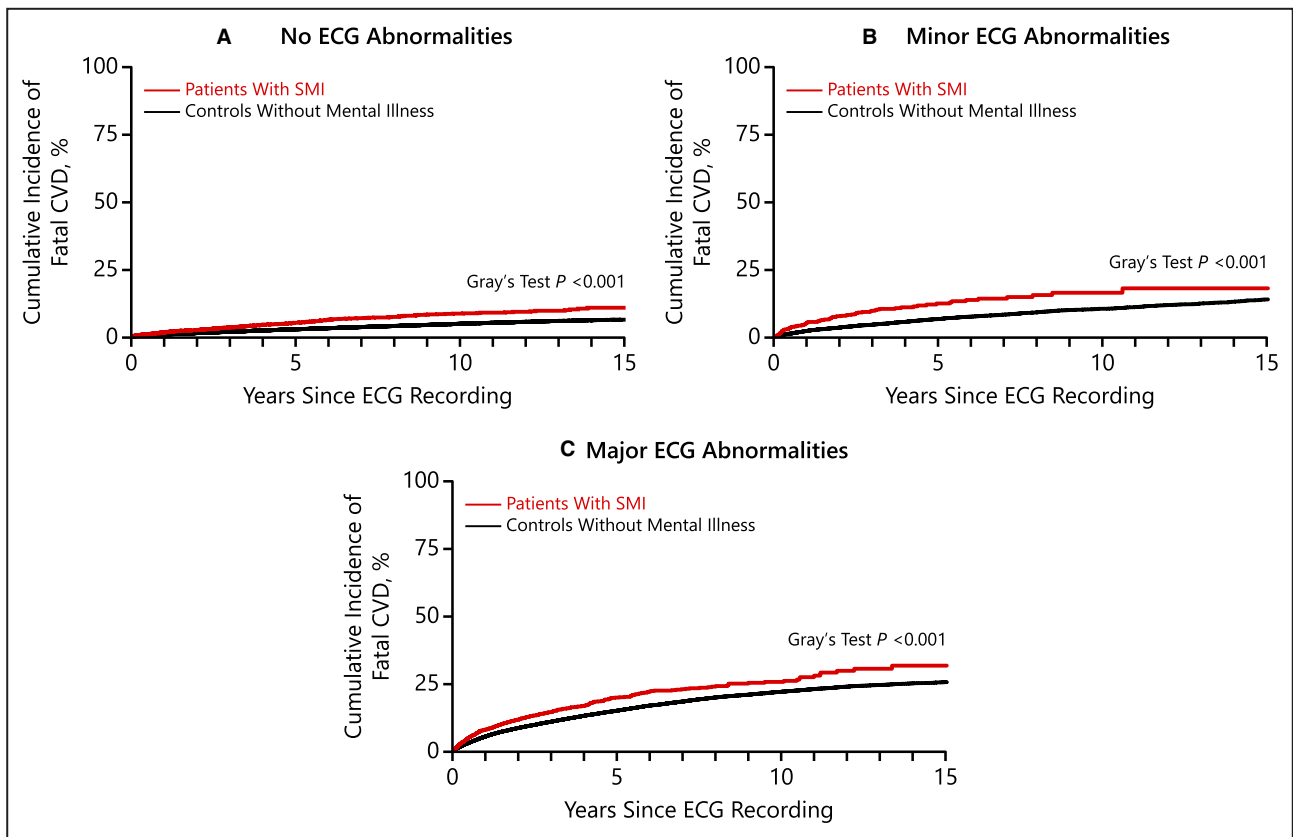 A No ECG Abnormalities
100
75
50
25
0
Cumulative Incidence of
Fatal CVD, %
Patients With SMI
Controls Without Mental Illness
Gray's Test P <0.001
0 5 10 15
Years Since ECG Recording
B Minor ECG Abnormalities
100
75
50
25
0
Cumulative Incidence of
Fatal CVD, %
Patients With SMI
Controls Without Mental Illness
Gray's Test P <0.001
0 5 10 15
Years Since ECG Recording
C Major ECG Abnormalities
100
75
50
25
0
Cumulative Incidence of
Fatal CVD, %
Patients With SMI
Controls Without Mental Illness
Gray's Test P <0.001
0 5 10 15
Years Since ECG Recording